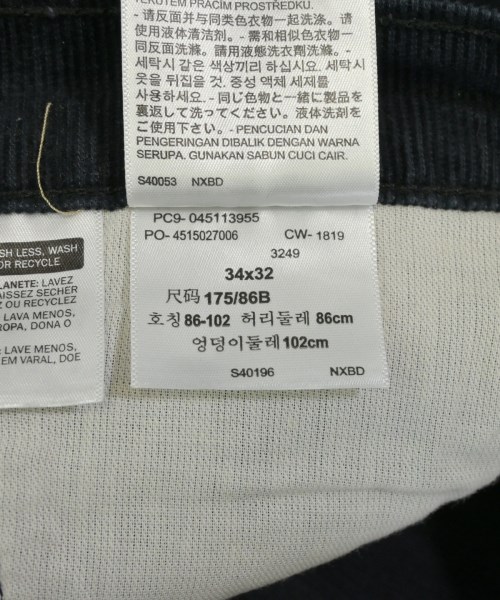 TEKUTÉM PRACÍM PROSTŘEDKU.
- 请反面并与同类色衣物一起洗涤。请
使用液体清洁剂。- 需和相似色衣物一
同反面洗滌。請用液態洗衣劑洗滌。-
세탁시 같은 색상끼리 하십시요. 세탁시
옷을 뒤집을 것. 중성 액체 세제를
사용하세요. - 同じ色物と一緒に製品を
裏返して洗ってください。液体洗剤をご
使用下さい。- PENCUCIAN DAN
PENGERINGAN DIBALIK DENGAN WARNA
SERUPA. GUNAKAN SABUN CUCI CAIR.
S40053 NXBD
PC9- 045113955
PO- 4515027006 CW- 1819
3249
34x32
尺码 175/86B
호칭 86-102 허리둘레 86cm
엉덩이둘레 102cm
S40196 NXBD
SH LESS, WASH
OR RECYCLE
PLANETE: LAVEZ
AISSEZ SECHER
Z OU RECYCLEZ
: LAVA MENOS,
ROPA, DONA O
: LAVE MENOS,
EM VARAL, DOE